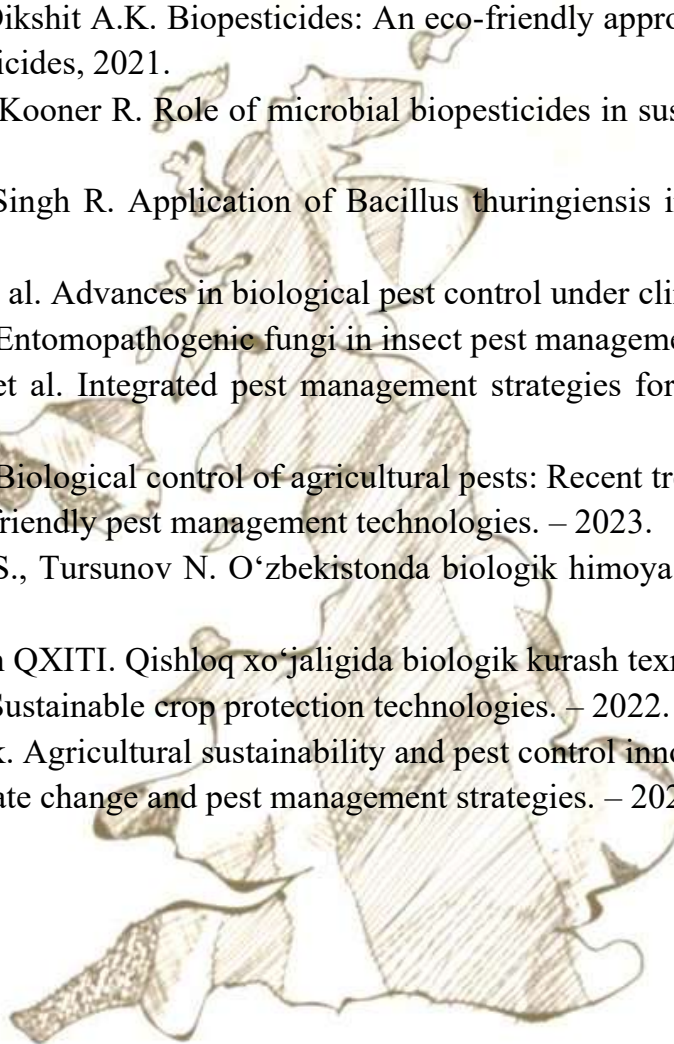 Dikshit A.K. Biopesticides: An eco-friendly appro
icides, 2021.
Kooner R. Role of microbial biopesticides in sus
Singh R. Application of Bacillus thuringiensis i
al. Advances in biological pest control under cli
Entomopathogenic fungi in insect pest manageme
et al. Integrated pest management strategies for
Biological control of agricultural pests: Recent tr
friendly pest management technologies. – 2023.
S., Tursunov N. O‘zbekistonda biologik himoya
QXITI. Qishloq xo‘jaligida biologik kurash texn
Sustainable crop protection technologies. – 2022.
k. Agricultural sustainability and pest control inno
ate change and pest management strategies. – 202